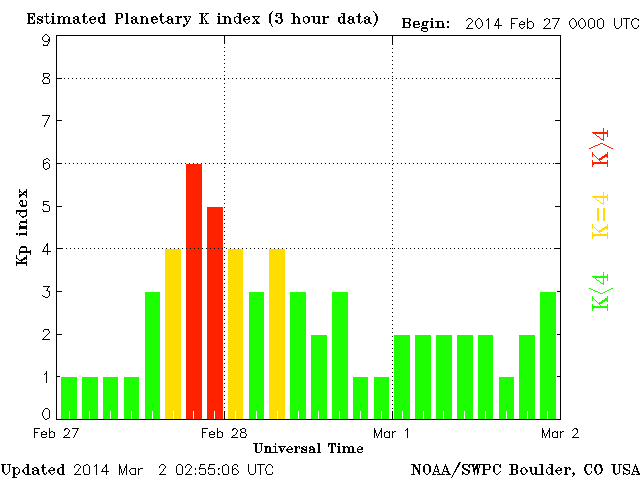 Estimated Planetary K index (3 hour data) Begin: 2014 Feb 27 0000 UTC
9
8
7
6
5
4
3
2
1
0
Kp index
K>4
K=4
K<4
Feb 27 Feb 28 Mar 1 Mar 2
Universal Time
Updated 2014 Mar 2 02:55:06 UTC NOAA/SWPC Boulder, CO USA